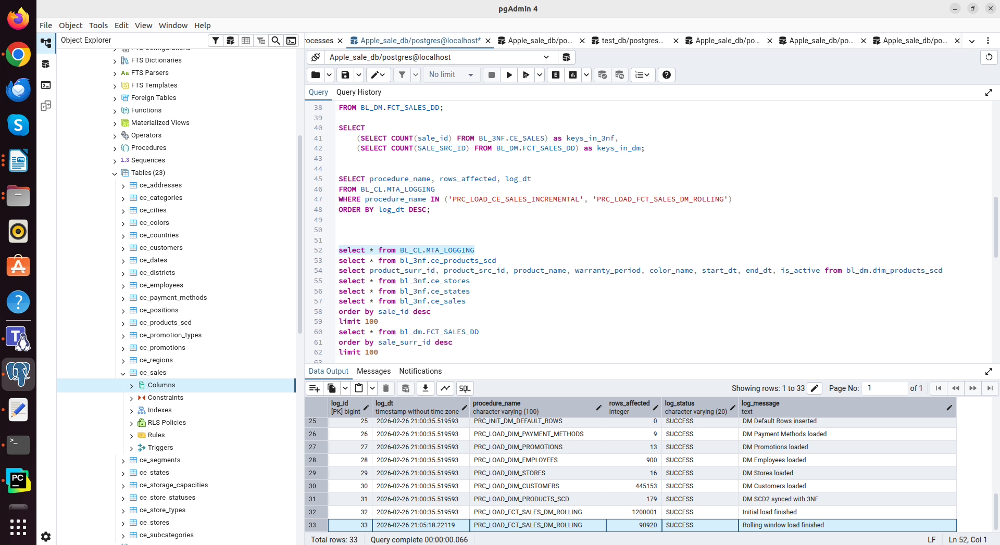 pgAdmin 4
File Object Tools Edit View Window Help
Object Explorer
rocesses
Apple_sale_db/postgres@localhost*
Apple_sale_db/po...
test_db/postgres...
Apple_sale_db/po...
Apple_sale_db/po...
Apple_sale_db/po...
FTS Configurations
FTS Dictionaries
Aa FTS Parsers
FTS Templates
Foreign Tables
Functions
Materialized Views
Operators
Procedures
1..3 Sequences
Tables (23)
ce_addresses
ce_categories
ce_cities
ce_colors
ce_countries
ce_customers
ce_dates
ce_districts
ce_employees
ce_payment_methods
ce_positions
ce_products_scd
ce_promotion_types
ce_promotions
ce_regions
ce_sales
Columns
Constraints
Indexes
RLS Policies
Rules
Triggers
ce_segments
ce_states
ce_storage_capacities
ce_store_statuses
ce_store_types
ce_stores
ce_subcategories
Apple_sale_db/postgres@localhost
No limit
E
Query Query History
38 FROM BL_DM.FCT_SALES_DD;
39
40 SELECT
41 (SELECT COUNT(sale_id) FROM BL_3NF.CE_SALES) as keys_in_3nf,
42 (SELECT COUNT(SALE_SRC_ID) FROM BL_DM.FCT_SALES_DD) as keys_in_dm;
43
44
45 SELECT procedure_name, rows_affected, log_dt
46 FROM BL_CL.MTA_LOGGING
47 WHERE procedure_name IN ('PRC_LOAD_CE_SALES_INCREMENTAL', 'PRC_LOAD_FCT_SALES_DM_ROLLING')
48 ORDER BY log_dt DESC;
49
50
51
52 select * from BL_CL.MTA_LOGGING
53 select * from bl_3nf.ce_products_scd
54 select product_surr_id, product_src_id, product_name, warranty_period, color_name, start_dt, end_dt, is_active from bl_dm.dim_products_scd
55 select * from bl_3nf.ce_stores
56 select * from bl_3nf.ce_states
57 select * from bl_3nf.ce_sales
58 order by sale_id desc
59 limit 100
60 select * from bl_dm.FCT_SALES_DD
61 order by sale_surr_id desc
62 limit 100
63
Data Output Messages Notifications
SQL
Showing rows: 1 to 33 Page No: 1 of 1
log_id [PK] bigint
log_dt timestamp without time zone
procedure_name character varying (100)
rows_affected integer
log_status character varying (20)
log_message text
25 25 2026-02-26 21:00:35.519593 PRC_INIT_DM_DEFAULT_ROWS 0 SUCCESS DM Default Rows inserted
26 26 2026-02-26 21:00:35.519593 PRC_LOAD_DIM_PAYMENT_METHODS 9 SUCCESS DM Payment Methods loaded
27 27 2026-02-26 21:00:35.519593 PRC_LOAD_DIM_PROMOTIONS 13 SUCCESS DM Promotions loaded
28 28 2026-02-26 21:00:35.519593 PRC_LOAD_DIM_EMPLOYEES 900 SUCCESS DM Employees loaded
29 29 2026-02-26 21:00:35.519593 PRC_LOAD_DIM_STORES 16 SUCCESS DM Stores loaded
30 30 2026-02-26 21:00:35.519593 PRC_LOAD_DIM_CUSTOMERS 445153 SUCCESS DM Customers loaded
31 31 2026-02-26 21:00:35.519593 PRC_LOAD_DIM_PRODUCTS_SCD 179 SUCCESS DM SCD2 synced with 3NF
32 32 2026-02-26 21:00:35.519593 PRC_LOAD_FCT_SALES_DM_ROLLING 1200001 SUCCESS Initial load finished
33 33 2026-02-26 21:05:18.22119 PRC_LOAD_FCT_SALES_DM_ROLLING 90920 SUCCESS Rolling window load finished
Total rows: 33 Query complete 00:00:00.066 LF Ln 52, Col 1